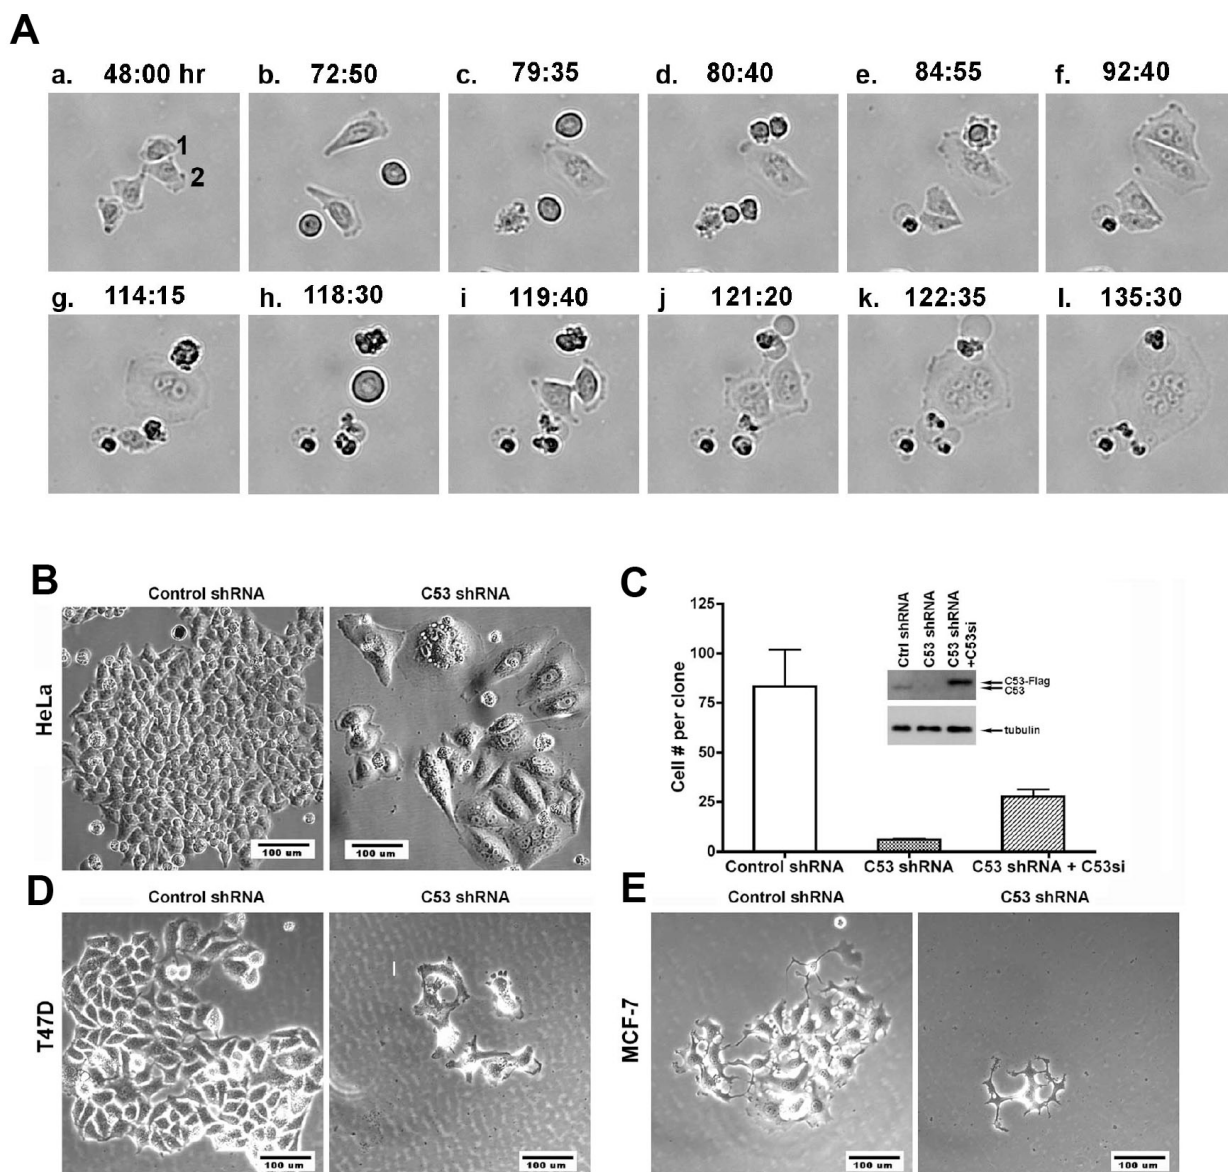 A
a. 48:00 hr
b. 72:50
c. 79:35
d. 80:40
e. 84:55
f. 92:40
1
2
g. 114:15
h. 118:30
i 119:40
j 121:20
k. 122:35
l. 135:30
B
Control shRNA
C53 shRNA
HeLa
100 um
100 um
C
Cell # per clone
125
100
75
50
25
0
Ctrl shRNA
C53 shRNA
C53 shRNA
+C53si
C53-Flag
C53
tubulin
Control shRNA
C53 shRNA
C53 shRNA + C53si
D
Control shRNA
C53 shRNA
T47D
100 um
100 um
E
Control shRNA
C53 shRNA
MCF-7
100 um
100 um